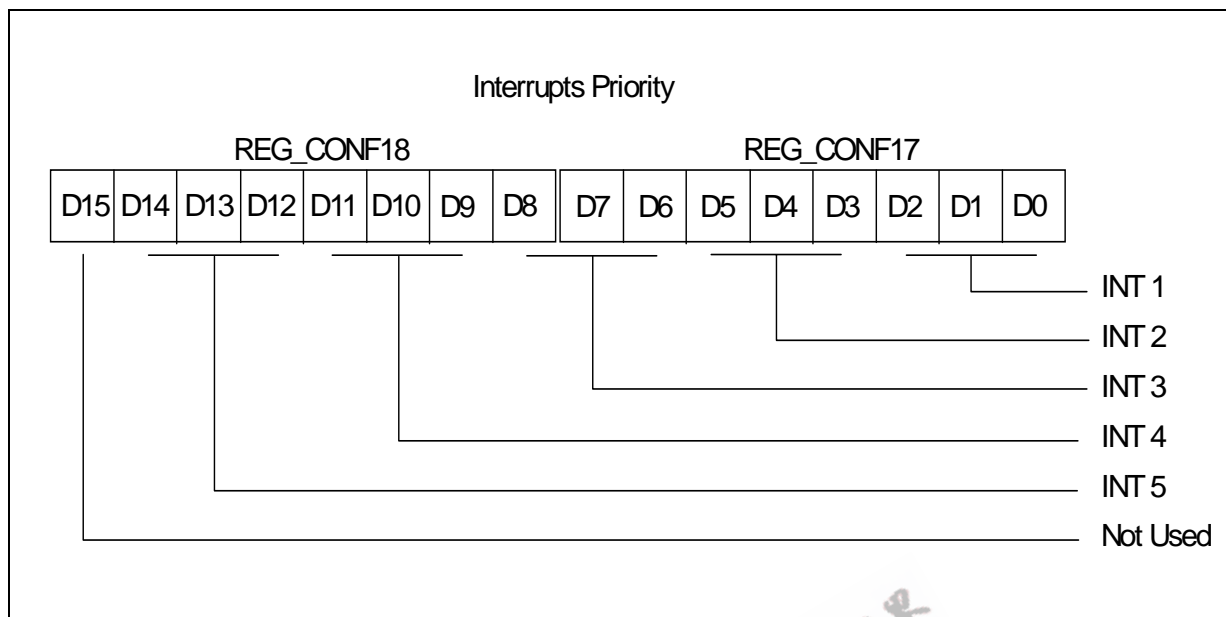 Interrupts Priority
REG_CONF18 REG_CONF17
D15 D14 D13 D12 D11 D10 D9 D8 D7 D6 D5 D4 D3 D2 D1 D0
INT 1
INT 2
INT 3
INT 4
INT 5
Not Used